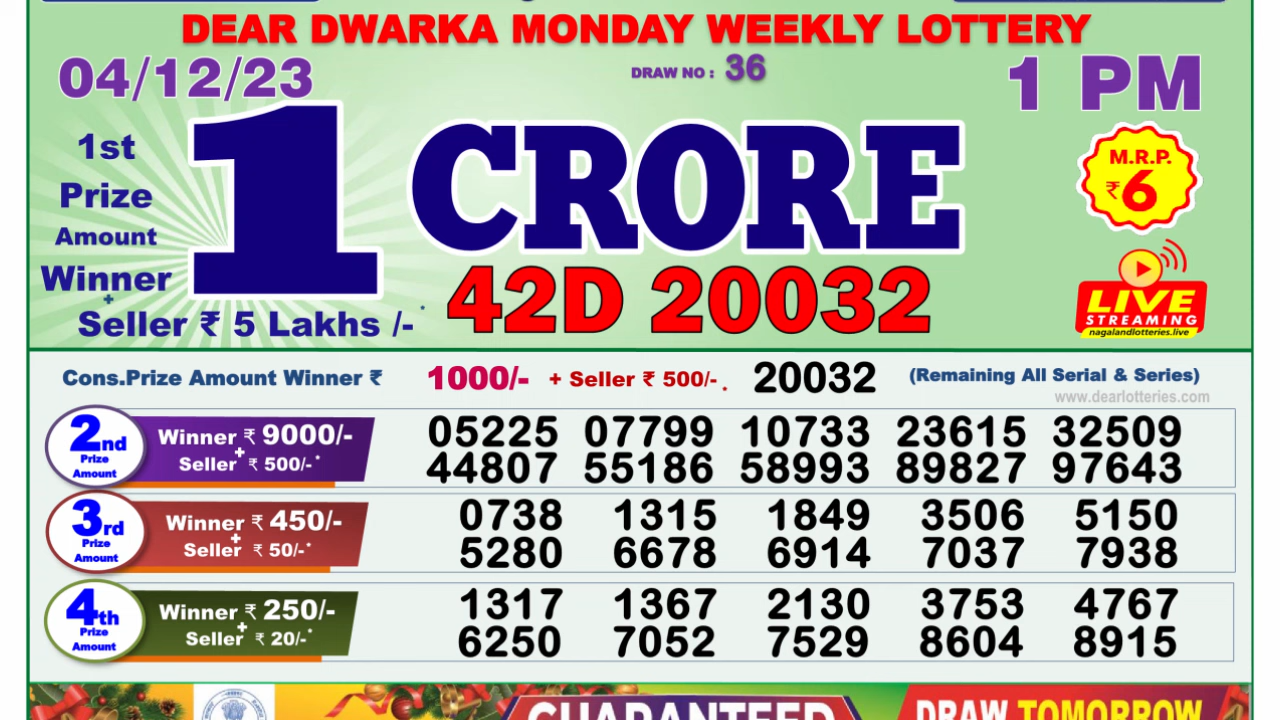 DEAR DWARKA MONDAY WEEKLY LOTTERY
04/12/23
DRAW NO : 36
1 PM
1st
Prize
Amount
Winner
+
Seller ₹ 5 Lakhs /- *
1 CRORE
42D 20032
M.R.P.
₹6
LIVE
STREAMING
nagalandlotteries.live
Cons.Prize Amount Winner ₹ 1000/- + Seller ₹ 500/- . 20032 (Remaining All Serial & Series)
www.dearlotteries.com
2nd
Prize
Amount
Winner ₹ 9000/-
+
Seller ₹ 500/-*
05225 07799 10733 23615 32509
44807 55186 58993 89827 97643
3rd
Prize
Amount
Winner ₹ 450/-
+
Seller ₹ 50/-*
0738 1315 1849 3506 5150
5280 6678 6914 7037 7938
4th
Prize
Amount
Winner ₹ 250/-
+
Seller ₹ 20/-*
1317 1367 2130 3753 4767
6250 7052 7529 8604 8915
GUARANTEED
DRAW TOMORROW